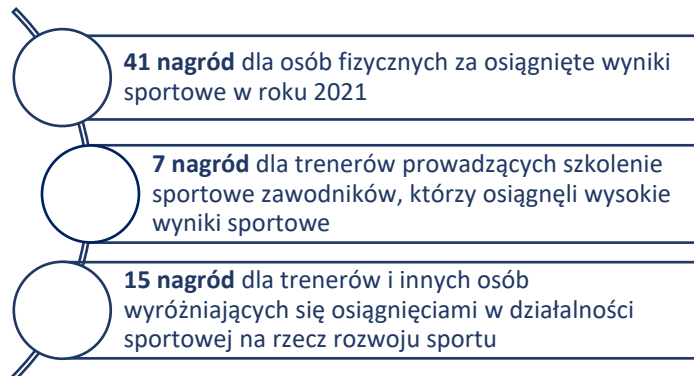 41 nagród dla osób fizycznych za osiągnięte wyniki
sportowe w roku 2021
7 nagród dla trenerów prowadzących szkolenie
sportowe zawodników, którzy osiągnęli wysokie
wyniki sportowe
15 nagród dla trenerów i innych osób
wyróżniających się osiągnięciami w działalności
sportowej na rzecz rozwoju sportu